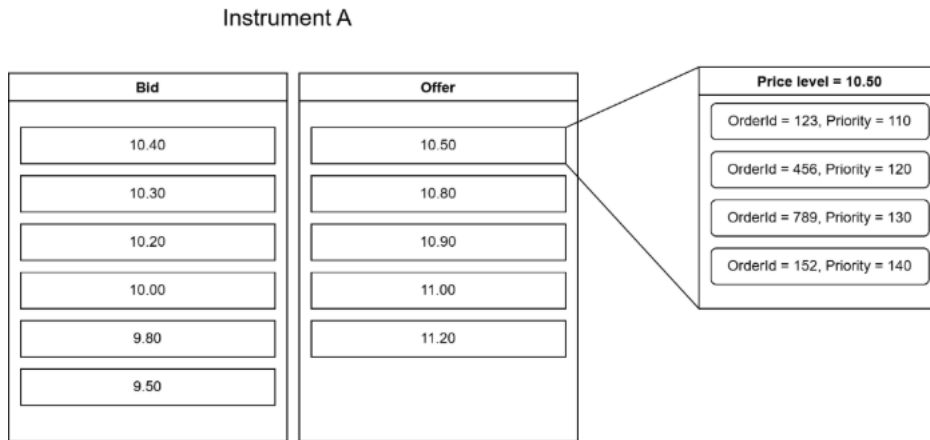 Instrument A
Bid
10.40
10.30
10.20
10.00
9.80
9.50
Offer
10.50
10.80
10.90
11.00
11.20
Price level = 10.50
OrderId = 123, Priority = 110
OrderId = 456, Priority = 120
OrderId = 789, Priority = 130
OrderId = 152, Priority = 140